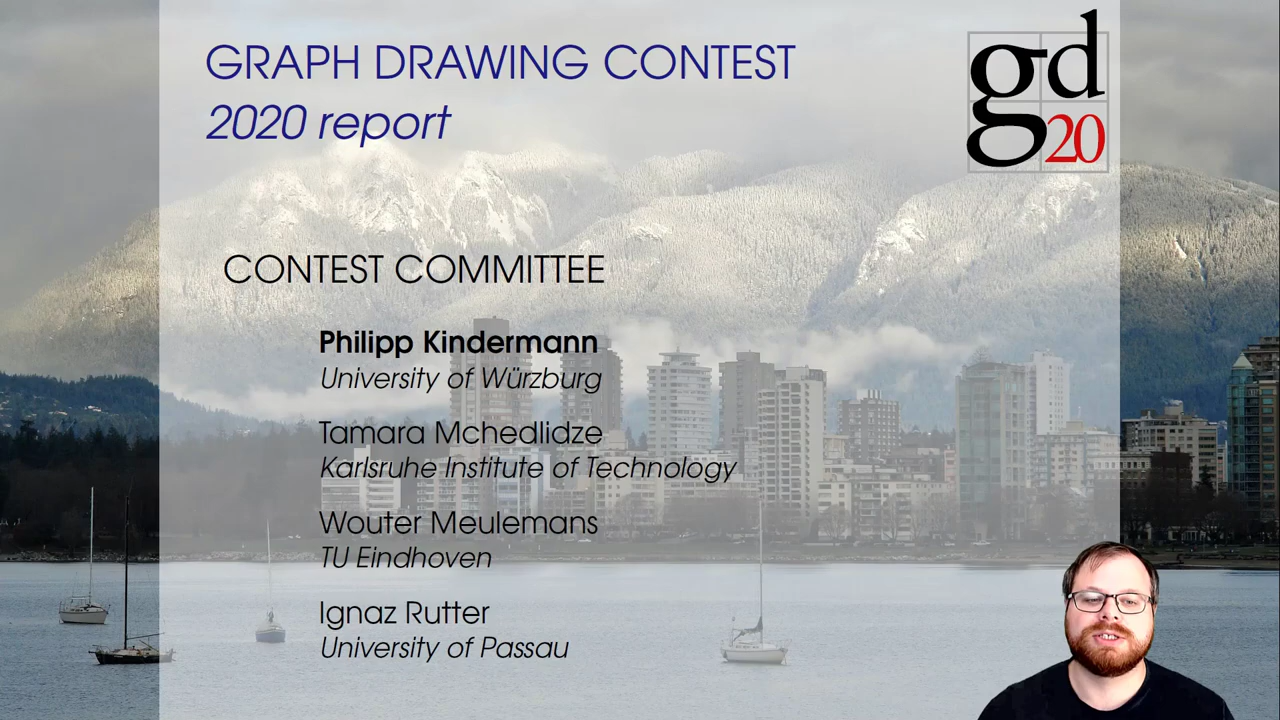 GRAPH DRAWING CONTEST
2020 report
gd
20
CONTEST COMMITTEE
Philipp Kindermann
University of Würzburg
Tamara Mchedlidze
Karlsruhe Institute of Technology
Wouter Meulemans
TU Eindhoven
Ignaz Rutter
University of Passau